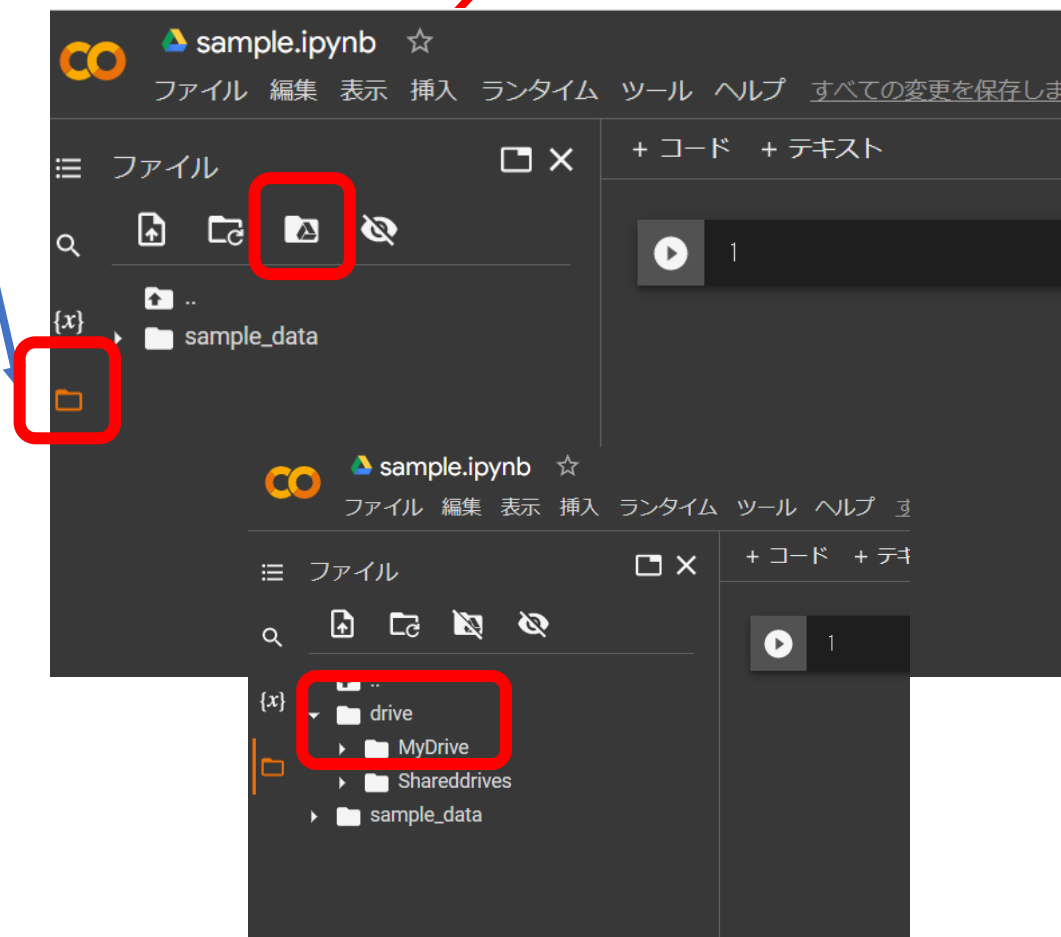 sample.ipynb
ファイル 編集 表示 挿入 ランタイム ツール ヘルプ すべての変更を保存しま
ファイル
+ コード + テキスト
1
..
{x}
sample_data
sample.ipynb
ファイル 編集 表示 挿入 ランタイム ツール ヘルプ す
ファイル
+ コード + テキ
1
..
{x}
drive
MyDrive
Shareddrives
sample_data